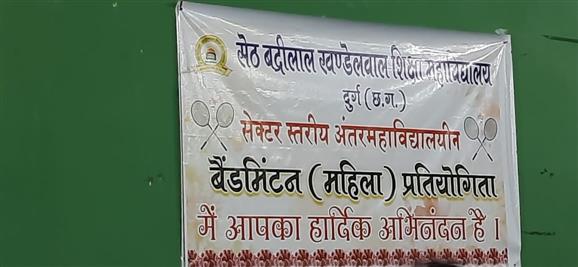 सेठ बद्रीलाल खण्डेलवाल शिक्षा महाविद्यालय
दुर्ग (छ.ग.)
सेक्टर स्तरीय अंतरमहाविद्यालयीन
बैडमिंटन (महिला) प्रतियोगिता
में आपका हार्दिक अभिनंदन है।